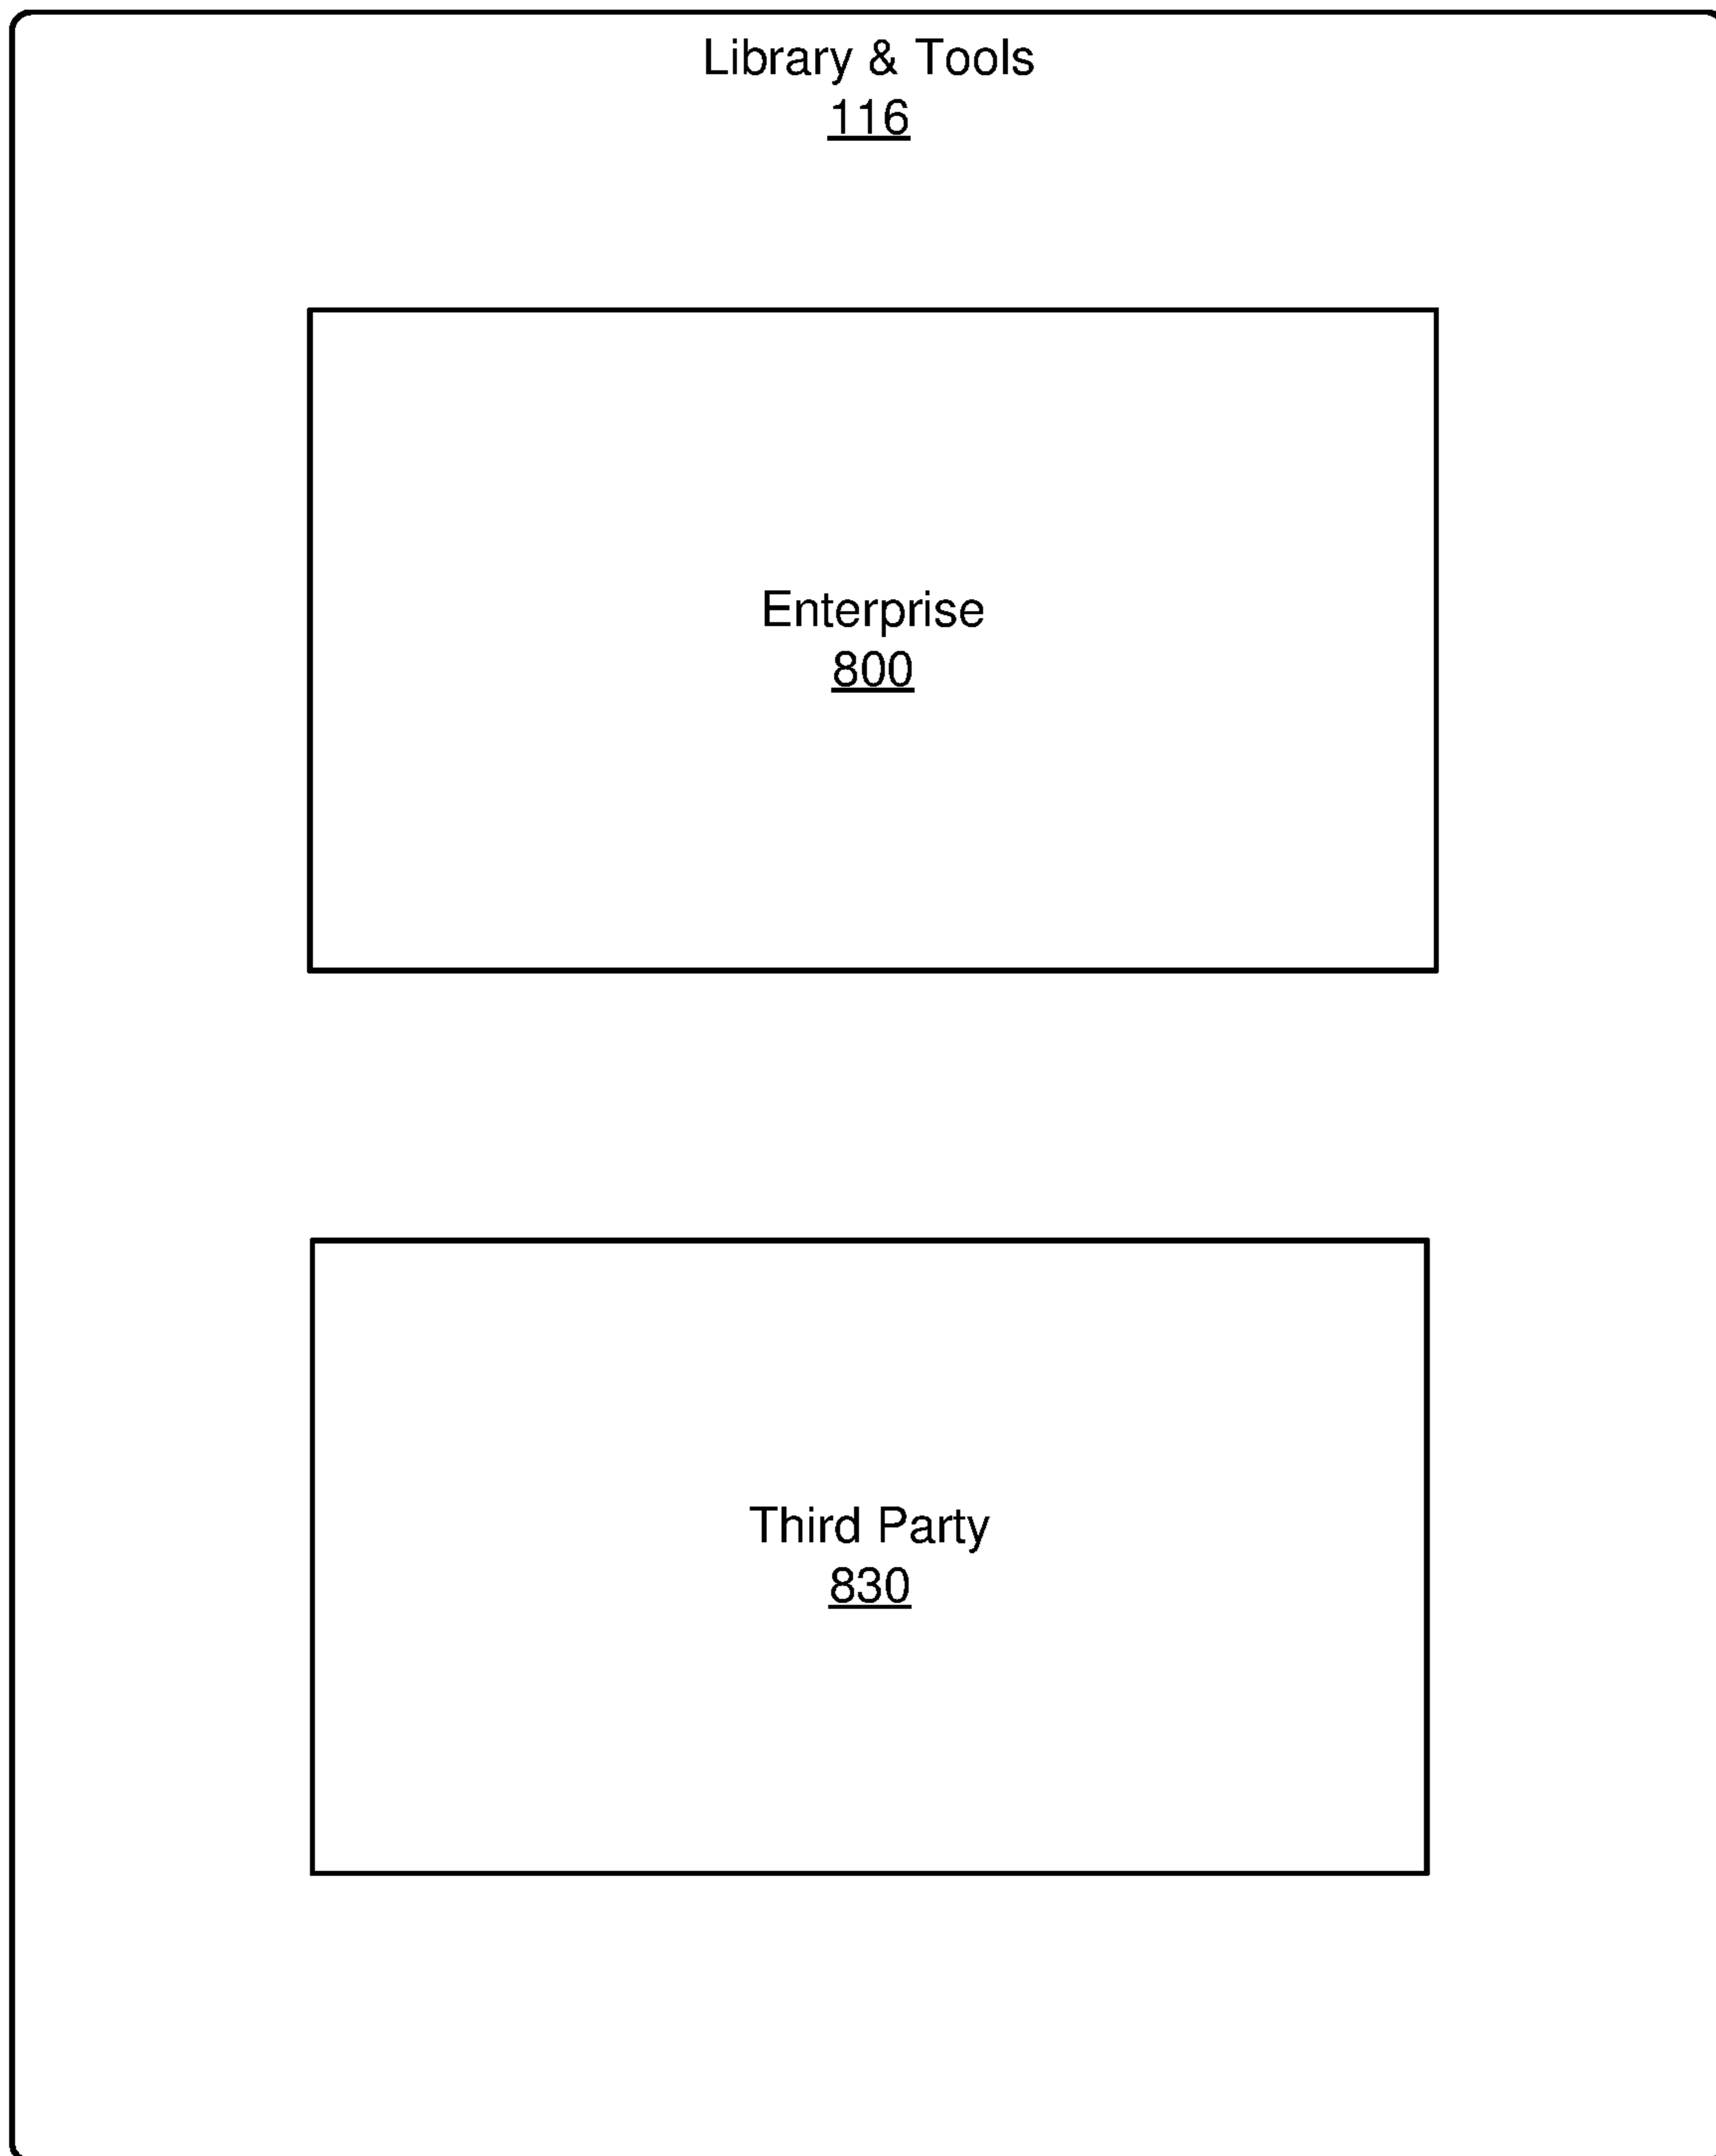 Library & Tools
116
Enterprise
800
Third Party
830